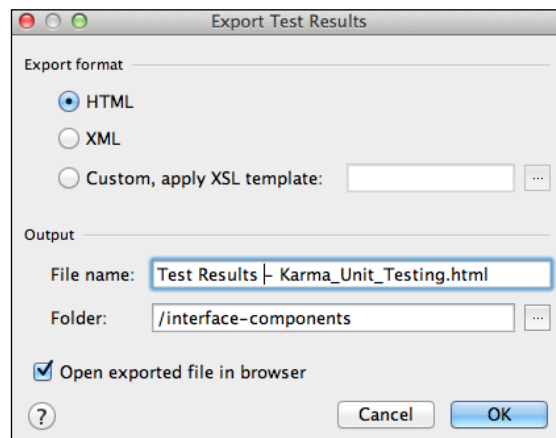 Export Test Results
Export format
HTML
XML
Custom, apply XSL template: ...
Output
File name: Test Results - Karma_Unit_Testing.html
Folder: /interface-components ...
Open exported file in browser
? Cancel OK